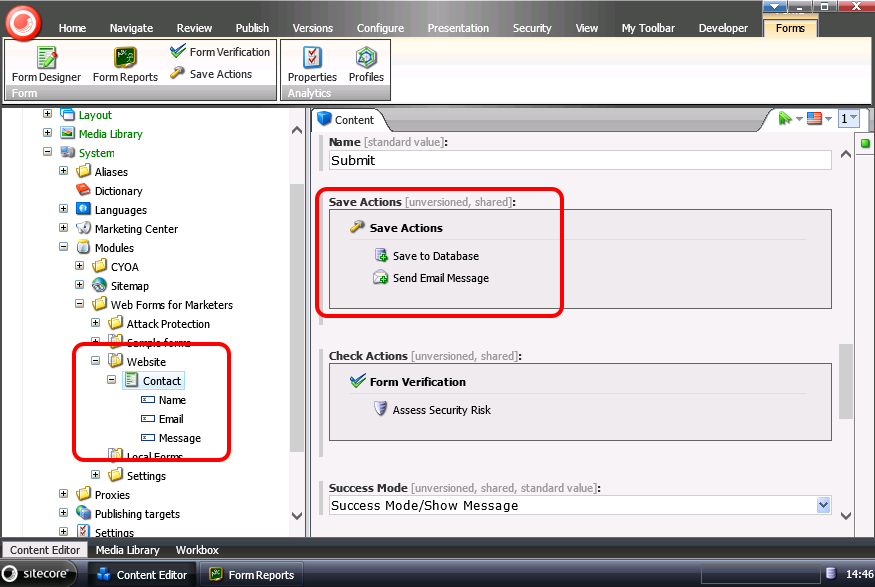 Home Navigate Review Publish Versions Configure Presentation Security View My Toolbar Developer Forms
Form Designer Form Reports Form Verification Save Actions
Form
Properties Profiles
Analytics
Layout
Media Library
System
Aliases
Dictionary
Languages
Marketing Center
Modules
CYOA
Sitemap
Web Forms for Marketers
Attack Protection
Sample forms
Website
Contact
Name
Email
Message
Local Forms
Settings
Proxies
Publishing targets
Settings
Content
1
Name [standard value]:
Submit
Save Actions [unversioned, shared]:
Save Actions
Save to Database
Send Email Message
Check Actions [unversioned, shared]:
Form Verification
Assess Security Risk
Success Mode [unversioned, shared, standard value]:
Success Mode/Show Message
Content Editor Media Library Workbox
sitecore Content Editor Form Reports 14:46